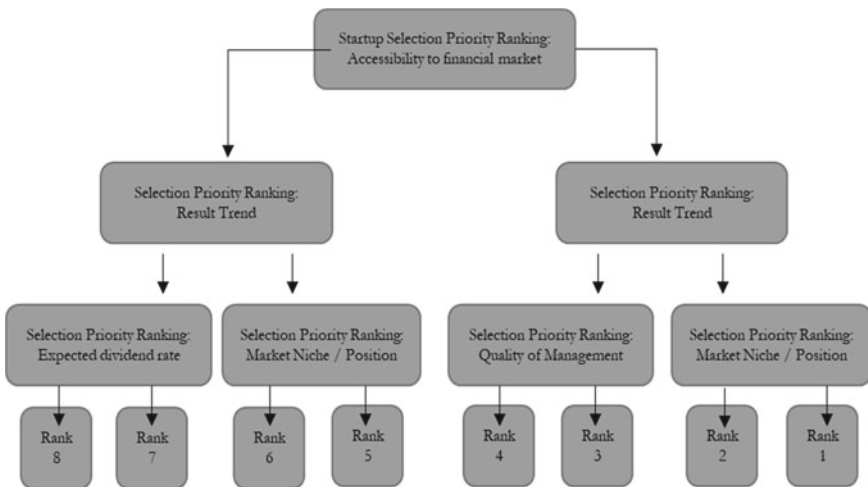 Startup Selection Priority Ranking:
Accessibility to financial market
Selection Priority Ranking:
Result Trend
Selection Priority Ranking:
Result Trend
Selection Priority Ranking:
Expected dividend rate
Selection Priority Ranking:
Market Niche / Position
Selection Priority Ranking:
Quality of Management
Selection Priority Ranking:
Market Niche / Position
Rank
8
Rank
7
Rank
6
Rank
5
Rank
4
Rank
3
Rank
2
Rank
1